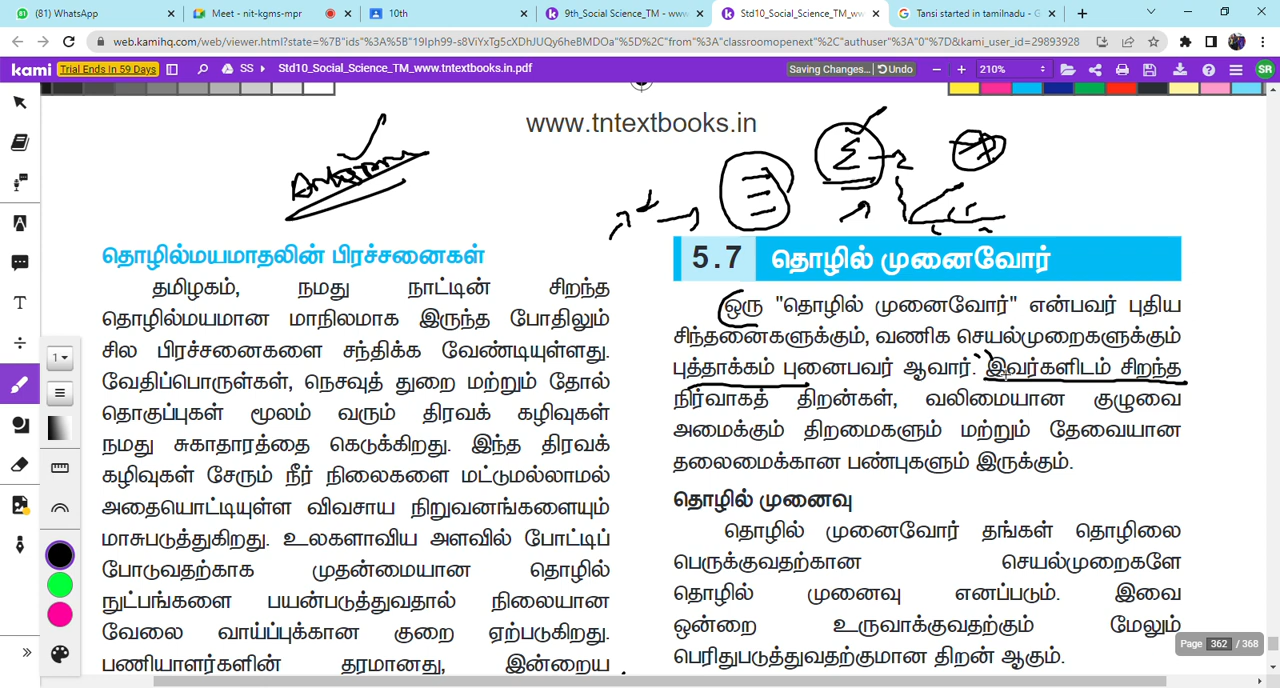 (81) WhatsApp
Meet - nit-kgms-mpr
10th
9th_Social Science_TM - www
Std10_Social_Science_TM_ww
Tansi started in tamilnadu - G
web.kamihq.com/web/viewer.html?state=%7B"ids"%3A%5B"19Iph99-s8ViYxTg5cXDhJUQy6heBMDOa"%5D%2C"from"%3A"classroomopenext"%2C"authuser"%3A"0"%7D&kami_user_id=29893928
kami
Trial Ends In 59 Days
SS
Std10_Social_Science_TM_www.tntextbooks.in.pdf
Saving Changes...
Undo
210%
SR
www.tntextbooks.in
தொழில்மயமாதலின் பிரச்சனைகள்
தமிழகம், நமது நாட்டின் சிறந்த
தொழில்மயமான மாநிலமாக இருந்த போதிலும்
சில பிரச்சனைகளை சந்திக்க வேண்டியுள்ளது.
வேதிப்பொருள்கள், நெசவுத் துறை மற்றும் தோல்
தொகுப்புகள் மூலம் வரும் திரவக் கழிவுகள்
நமது சுகாதாரத்தை கெடுக்கிறது. இந்த திரவக்
கழிவுகள் சேரும் நீர் நிலைகளை மட்டுமல்லாமல்
அதையொட்டியுள்ள விவசாய நிறுவனங்களையும்
மாசுபடுத்துகிறது. உலகளாவிய அளவில் போட்டிப்
போடுவதற்காக முதன்மையான தொழில்
நுட்பங்களை பயன்படுத்துவதால் நிலையான
வேலை வாய்ப்புக்கான குறை ஏற்படுகிறது.
பணியாளர்களின் தரமானது, இன்றைய
5.7 தொழில் முனைவோர்
ஒரு "தொழில் முனைவோர்" என்பவர் புதிய
சிந்தனைகளுக்கும், வணிக செயல்முறைகளுக்கும்
புத்தாக்கம் புனைபவர் ஆவார். இவர்களிடம் சிறந்த
நிர்வாகத் திறன்கள், வலிமையான குழுவை
அமைக்கும் திறமைகளும் மற்றும் தேவையான
தலைமைக்கான பண்புகளும் இருக்கும்.
தொழில் முனைவு
தொழில் முனைவோர் தங்கள் தொழிலை
பெருக்குவதற்கான செயல்முறைகளே
தொழில் முனைவு எனப்படும். இவை
ஒன்றை உருவாக்குவதற்கும் மேலும்
பெரிதுபடுத்துவதற்குமான திறன் ஆகும்.
Page 362 / 368